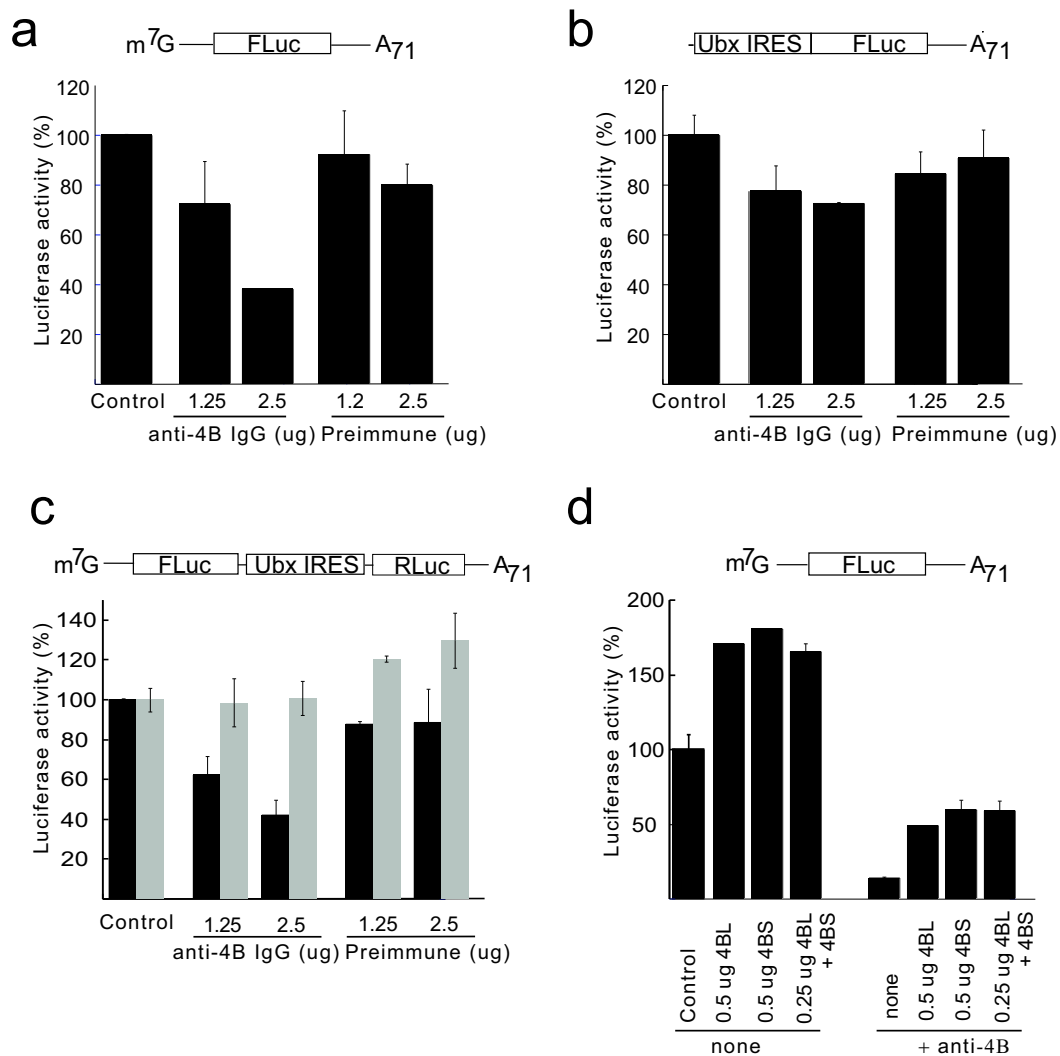 a
m7G FLuc A71
120
100
80
60
40
20
Luciferase activity (%)
Control 1.25 2.5 1.2 2.5
anti-4B IgG (ug) Preimmune (ug)
b
Ubx IRES FLuc A71
120
100
80
60
40
20
Luciferase activity (%)
Control 1.25 2.5 1.25 2.5
anti-4B IgG (ug) Preimmune (ug)
c
m7G FLuc Ubx IRES RLuc A71
140
120
100
80
60
40
20
Luciferase activity (%)
Control 1.25 2.5 1.25 2.5
anti-4B IgG (ug) Preimmune (ug)
d
m7G FLuc A71
200
150
100
50
Luciferase activity (%)
Control
0.5 ug 4BL
0.5 ug 4BS
0.25 ug 4BL
+ 4BS
none
0.5 ug 4BL
0.5 ug 4BS
0.25 ug 4BL
+ 4BS
none + anti-4B